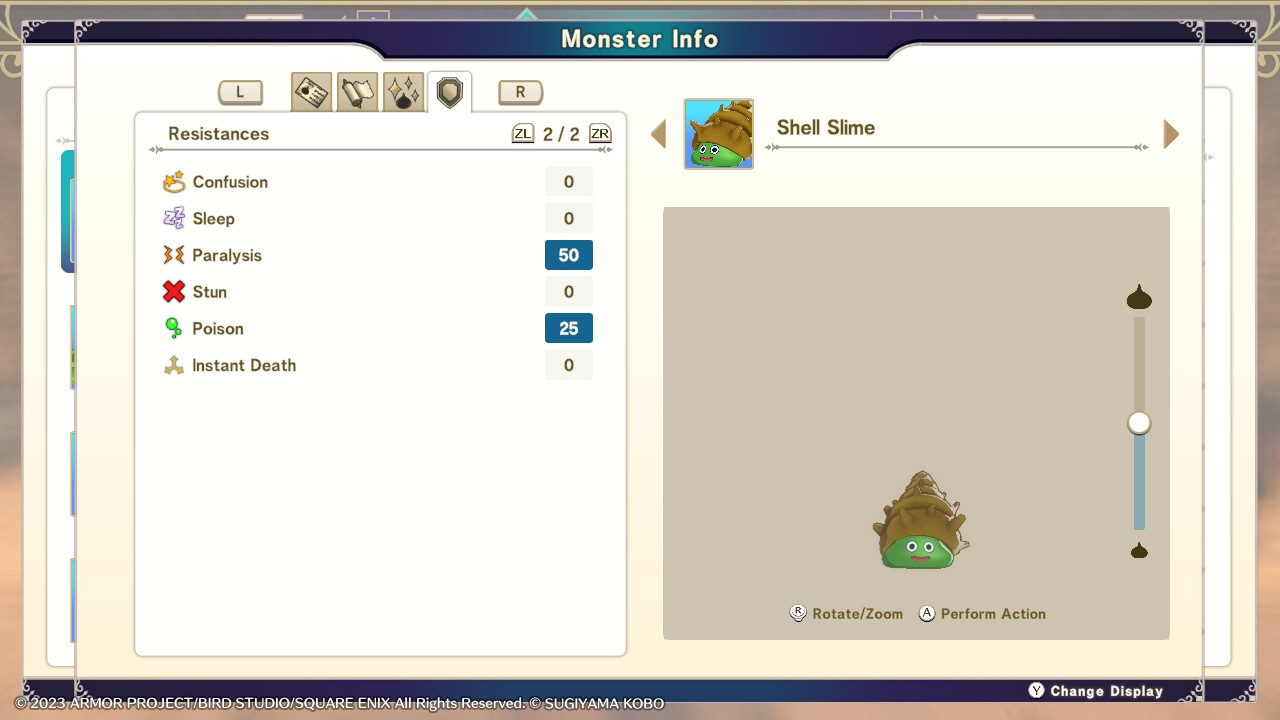 Monster Info
L
R
Resistances
ZL 2 / 2 ZR
Confusion 0
Sleep 0
Paralysis 50
Stun 0
Poison 25
Instant Death 0
Shell Slime
R Rotate/Zoom A Perform Action
Y Change Display
© 2023 ARMOR PROJECT/BIRD STUDIO/SQUARE ENIX All Rights Reserved. © SUGIYAMA KOBO